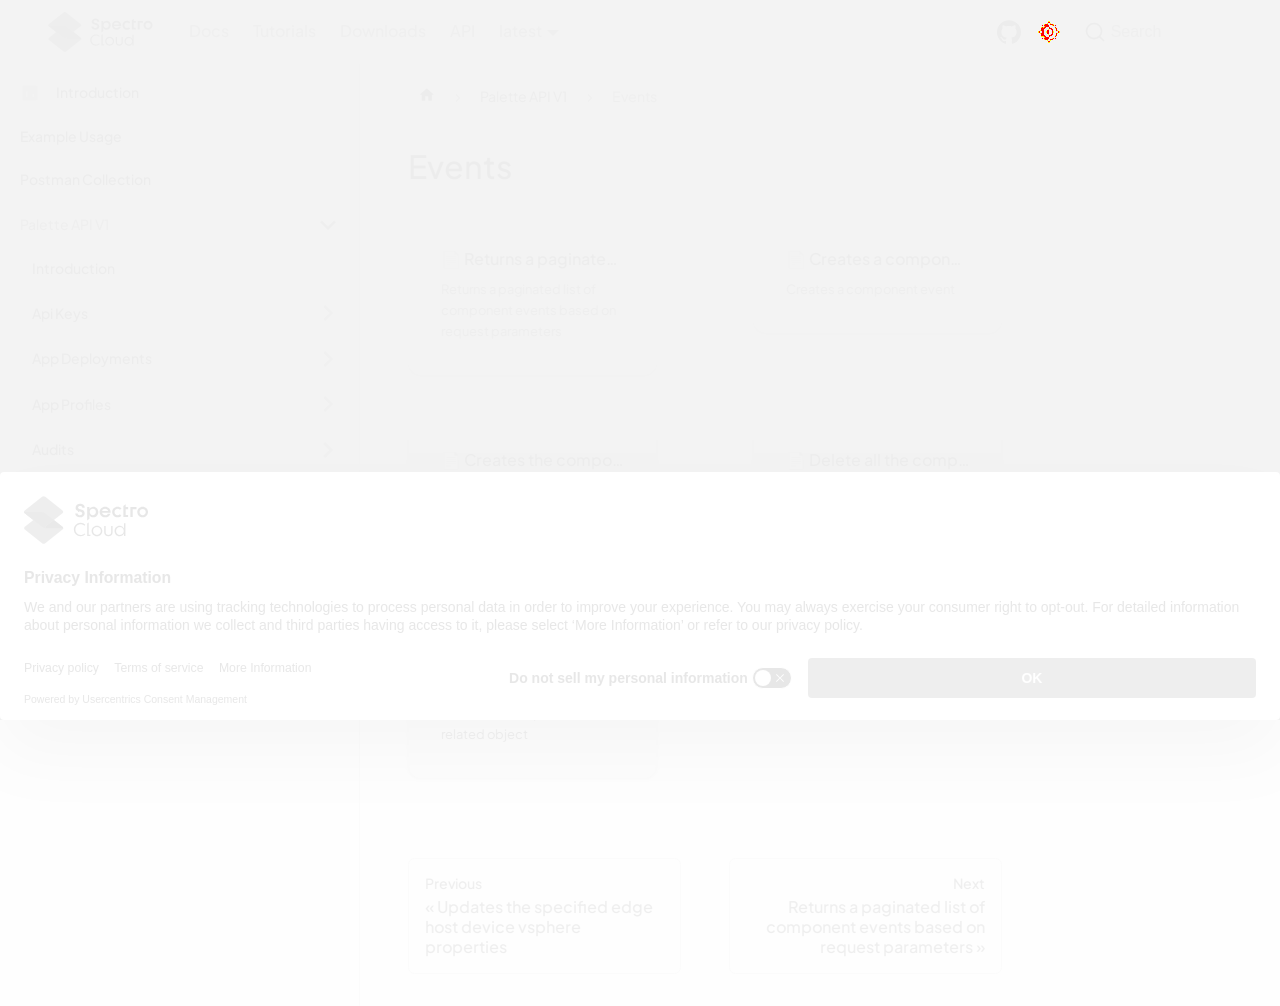 Spectro
Cloud
Docs
Tutorials
Downloads
API
latest
Search
Introduction
Palette API V1
Events
Example Usage
Postman Collection
Palette API V1
Introduction
Api Keys
App Deployments
App Profiles
Audits
Events
Returns a paginate...
Returns a paginated list of
component events based on
request parameters
Creates a compon...
Creates a component event
Creates the compo...
Delete all the comp...
Spectro
Cloud
Privacy Information
We and our partners are using tracking technologies to process personal data in order to improve your experience. You may always exercise your consumer right to opt-out. For detailed information
about personal information we collect and third parties having access to it, please select ‘More Information’ or refer to our privacy policy.
Privacy policy
Terms of service
More Information
Do not sell my personal information
OK
Powered by Usercentrics Consent Management
related object
Previous
« Updates the specified edge
host device vsphere
properties
Next
Returns a paginated list of
component events based on
request parameters »